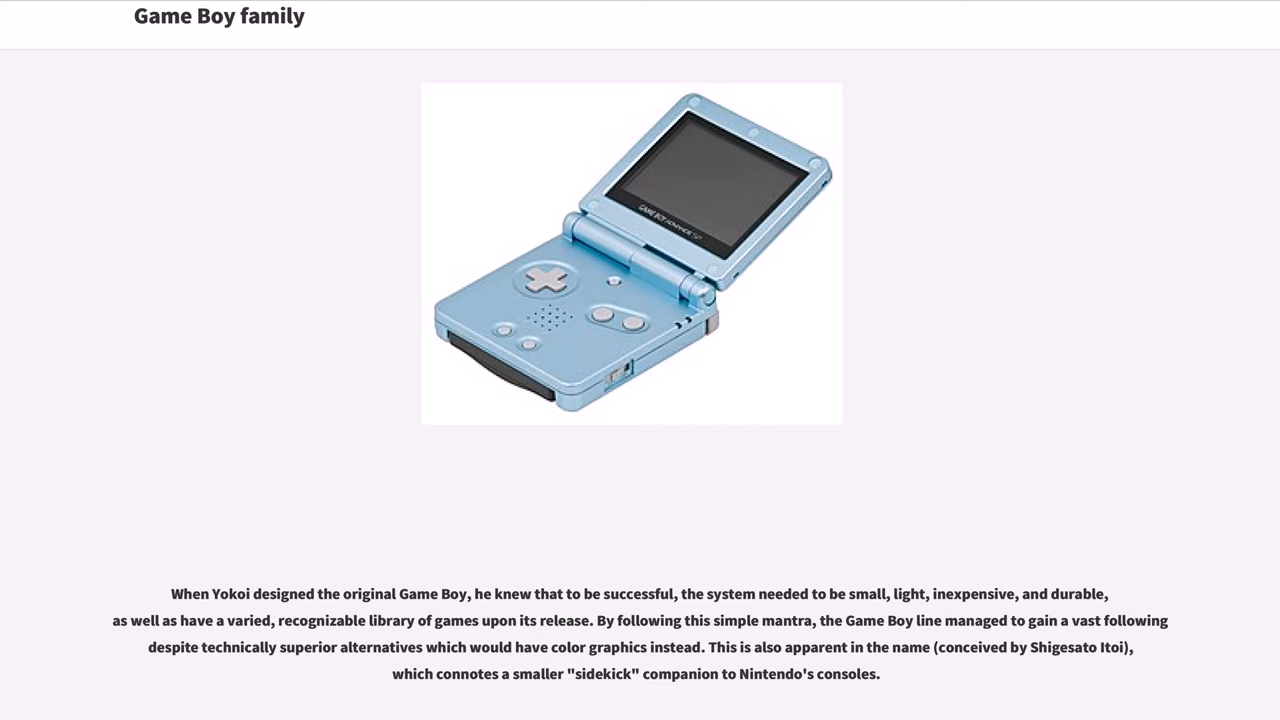 Game Boy family
GAME BOY ADVANCE SP
When Yokoi designed the original Game Boy, he knew that to be successful, the system needed to be small, light, inexpensive, and durable,
as well as have a varied, recognizable library of games upon its release. By following this simple mantra, the Game Boy line managed to gain a vast following
despite technically superior alternatives which would have color graphics instead. This is also apparent in the name (conceived by Shigesato Itoi),
which connotes a smaller "sidekick" companion to Nintendo's consoles.